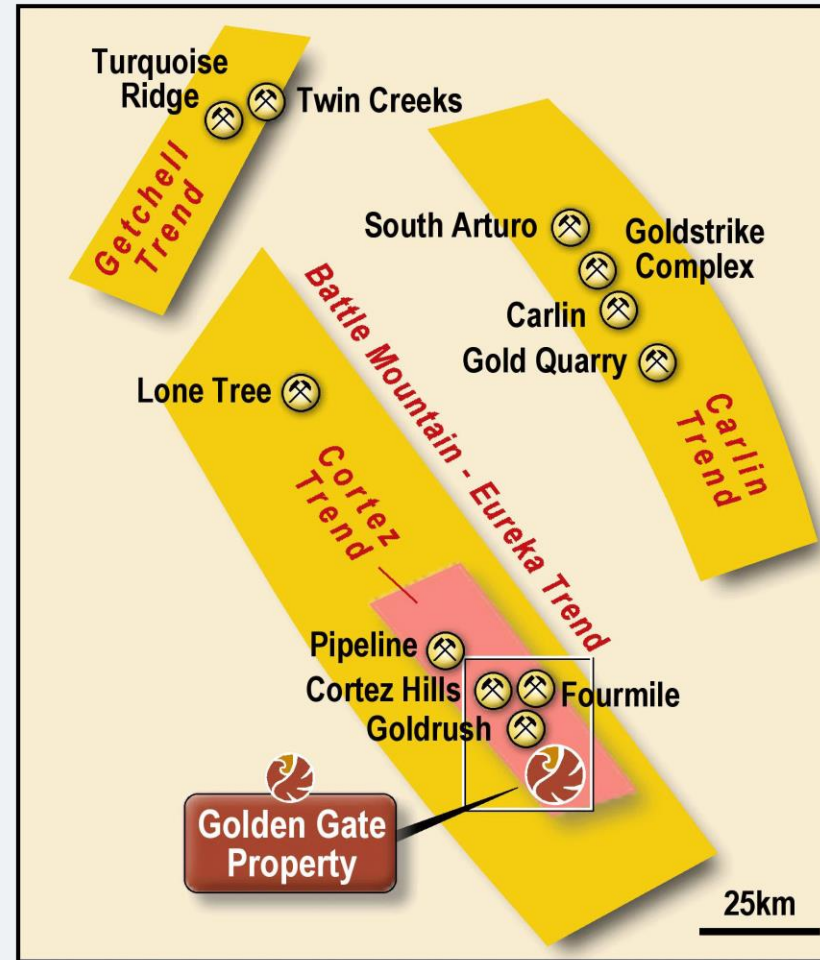 Turquoise
Ridge
Twin Creeks
Getchell
Trend
South Arturo
Goldstrike
Complex
Carlin
Gold Quarry
Carlin
Trend
Battle Mountain - Eureka Trend
Lone Tree
Cortez
Trend
Pipeline
Cortez Hills
Fourmile
Goldrush
Golden Gate
Property
25km